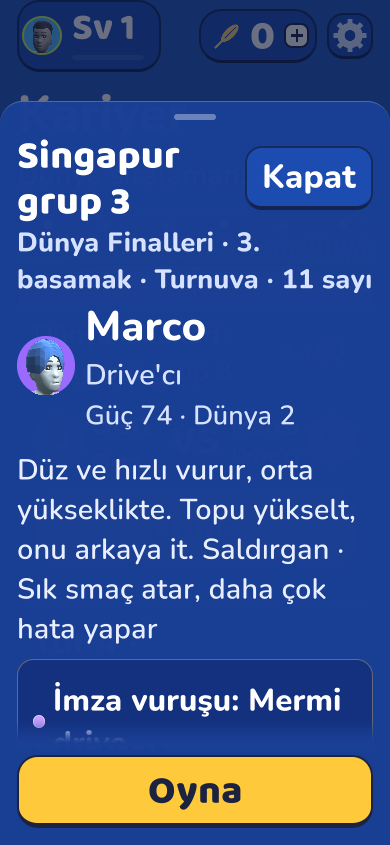 Sv 1
0
Kariyer
Singapur
grup 3
Kapat
Dünya Finalleri · 3.
basamak · Turnuva · 11 sayı
Marco
Drive'cı
Güç 74 · Dünya 2
Düz ve hızlı vurur, orta
yükseklikte. Topu yükselt,
onu arkaya it. Saldırgan ·
Sık smaç atar, daha çok
hata yapar
İmza vuruşu: Mermi
drive
Oyna